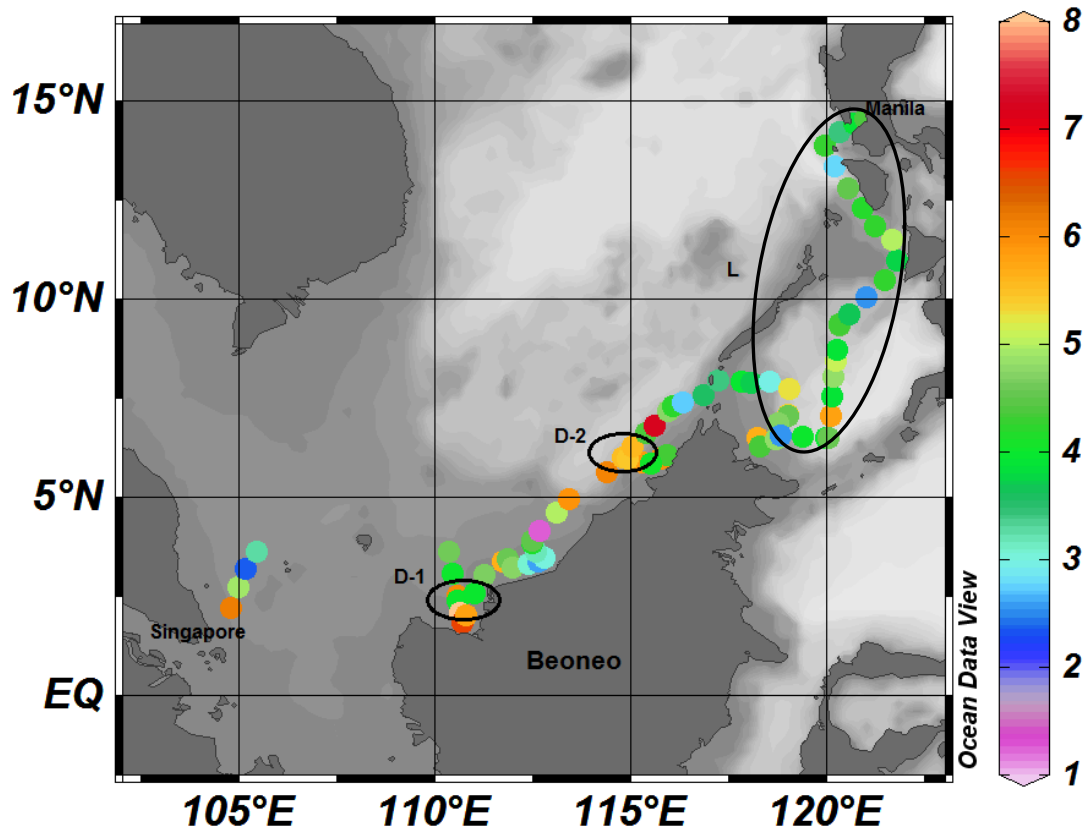 8
15°N
Manila
7
6
L
10°N
5
D-2
4
5°N
D-1
3
Singapore
Beoneo
2
EQ
Ocean Data View
1
105°E 110°E 115°E 120°E